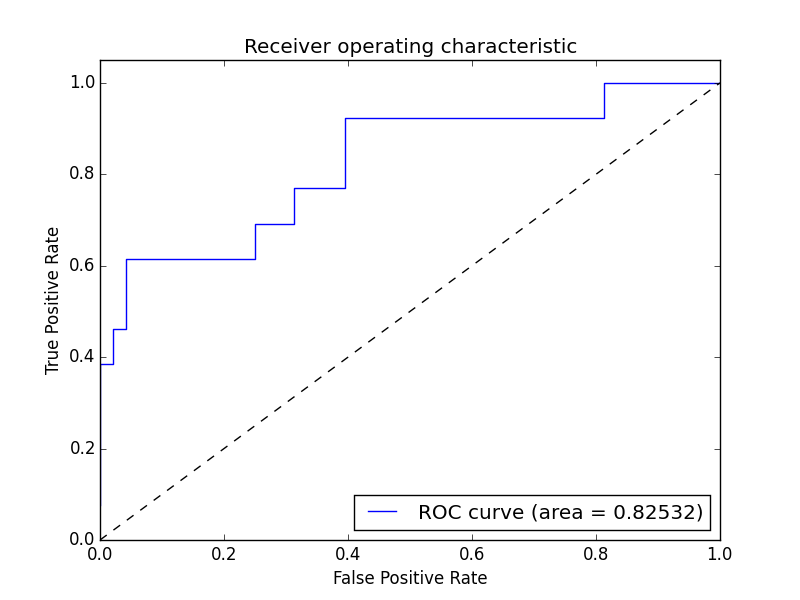 Receiver operating characteristic
True Positive Rate
1.0
0.8
0.6
0.4
0.2
0.0
0.0 0.2 0.4 0.6 0.8 1.0
False Positive Rate
ROC curve (area = 0.82532)